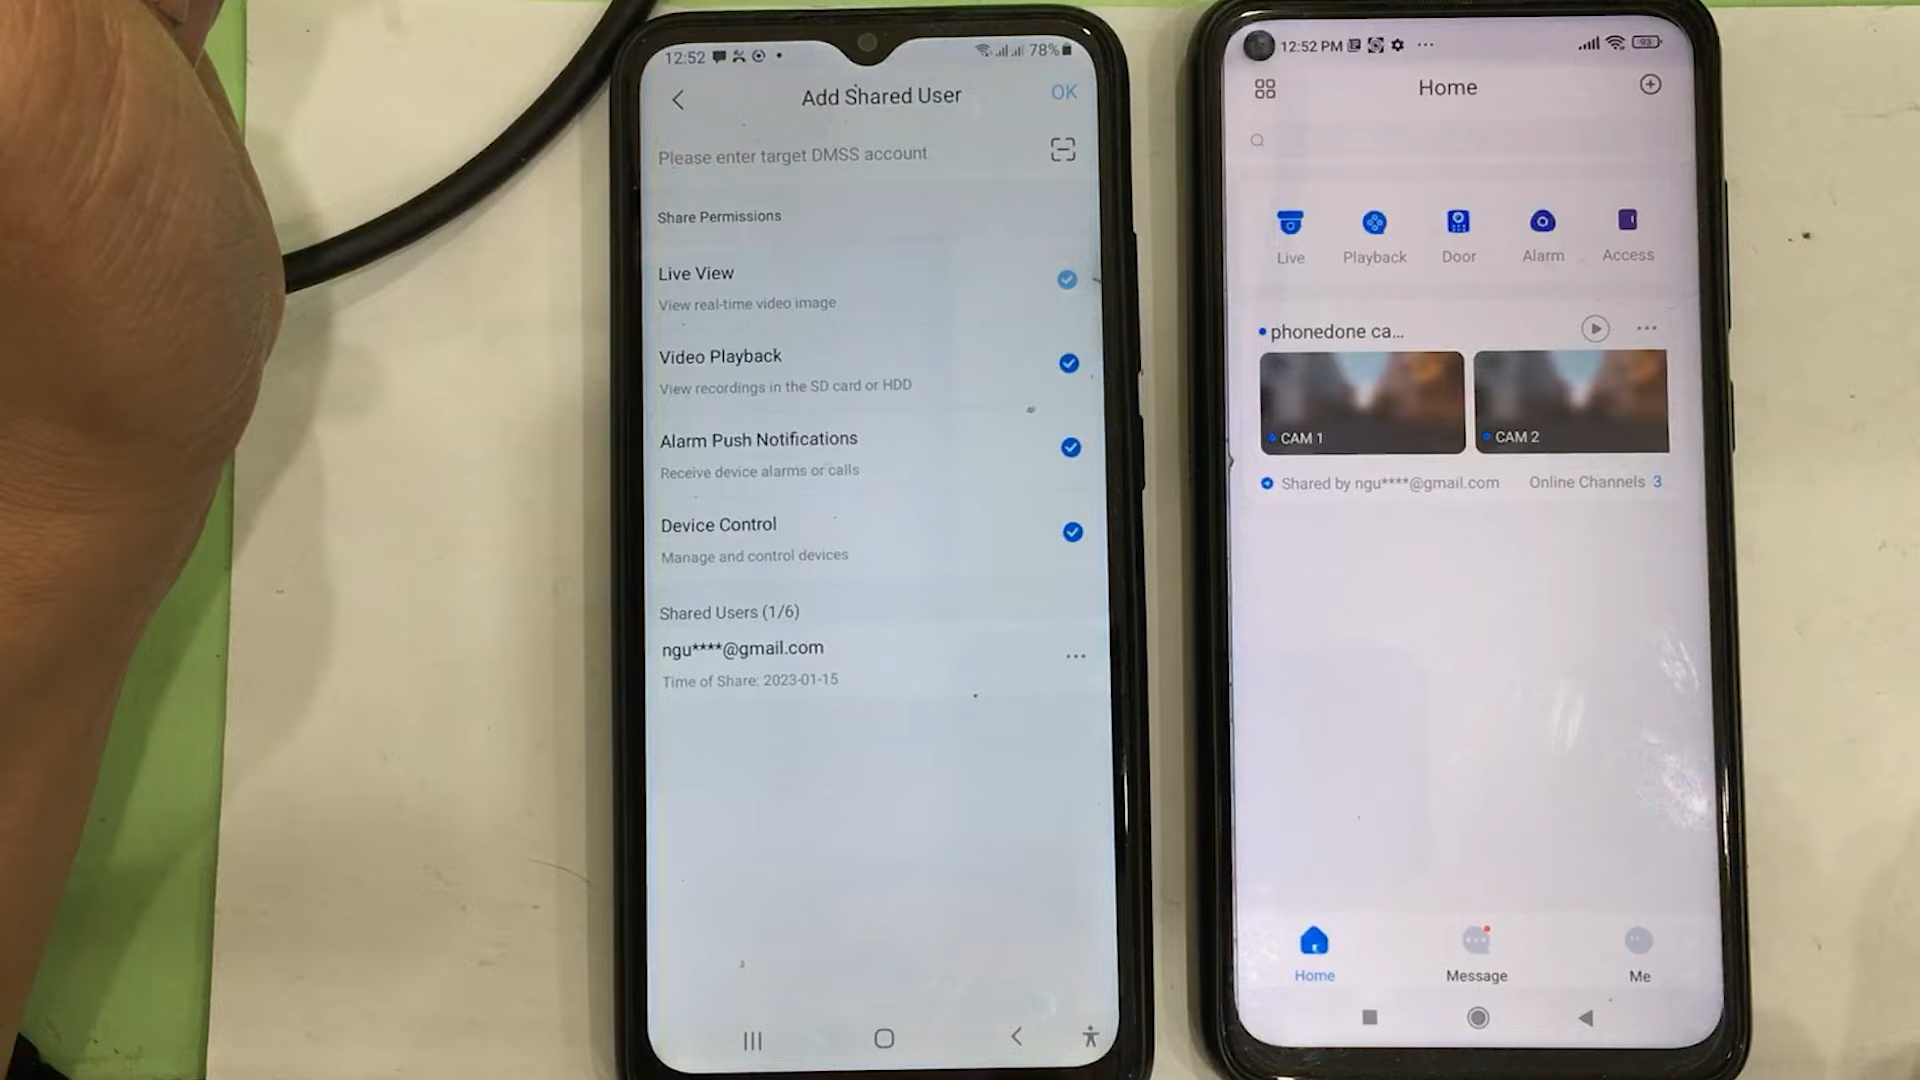 12:52
78%
Add Shared User
OK
Please enter target DMSS account
Share Permissions
Live View
View real-time video image
Video Playback
View recordings in the SD card or HDD
Alarm Push Notifications
Receive device alarms or calls
Device Control
Manage and control devices
Shared Users (1/6)
ngu****@gmail.com
Time of Share: 2023-01-15
12:52 PM
93
Home
Live
Playback
Door
Alarm
Access
phonedone ca...
CAM 1
CAM 2
Shared by ngu****@gmail.com
Online Channels 3
Home
Message
Me